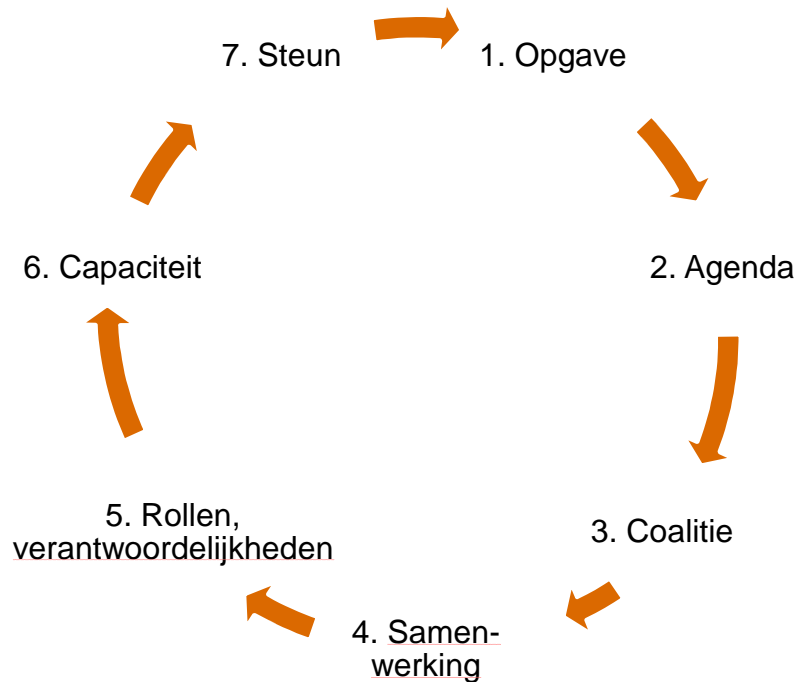 1. Opgave
2. Agenda
3. Coalitie
4. Samen-
werking
5. Rollen,
verantwoordelijkheden
6. Capaciteit
7. Steun